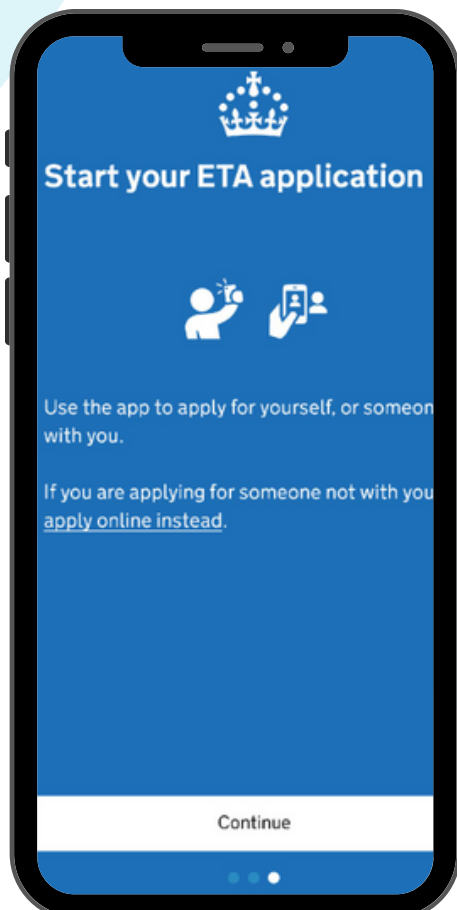 Start your ETA application
Use the app to apply for yourself, or someon
with you.
If you are applying for someone not with you
apply online instead.
Continue